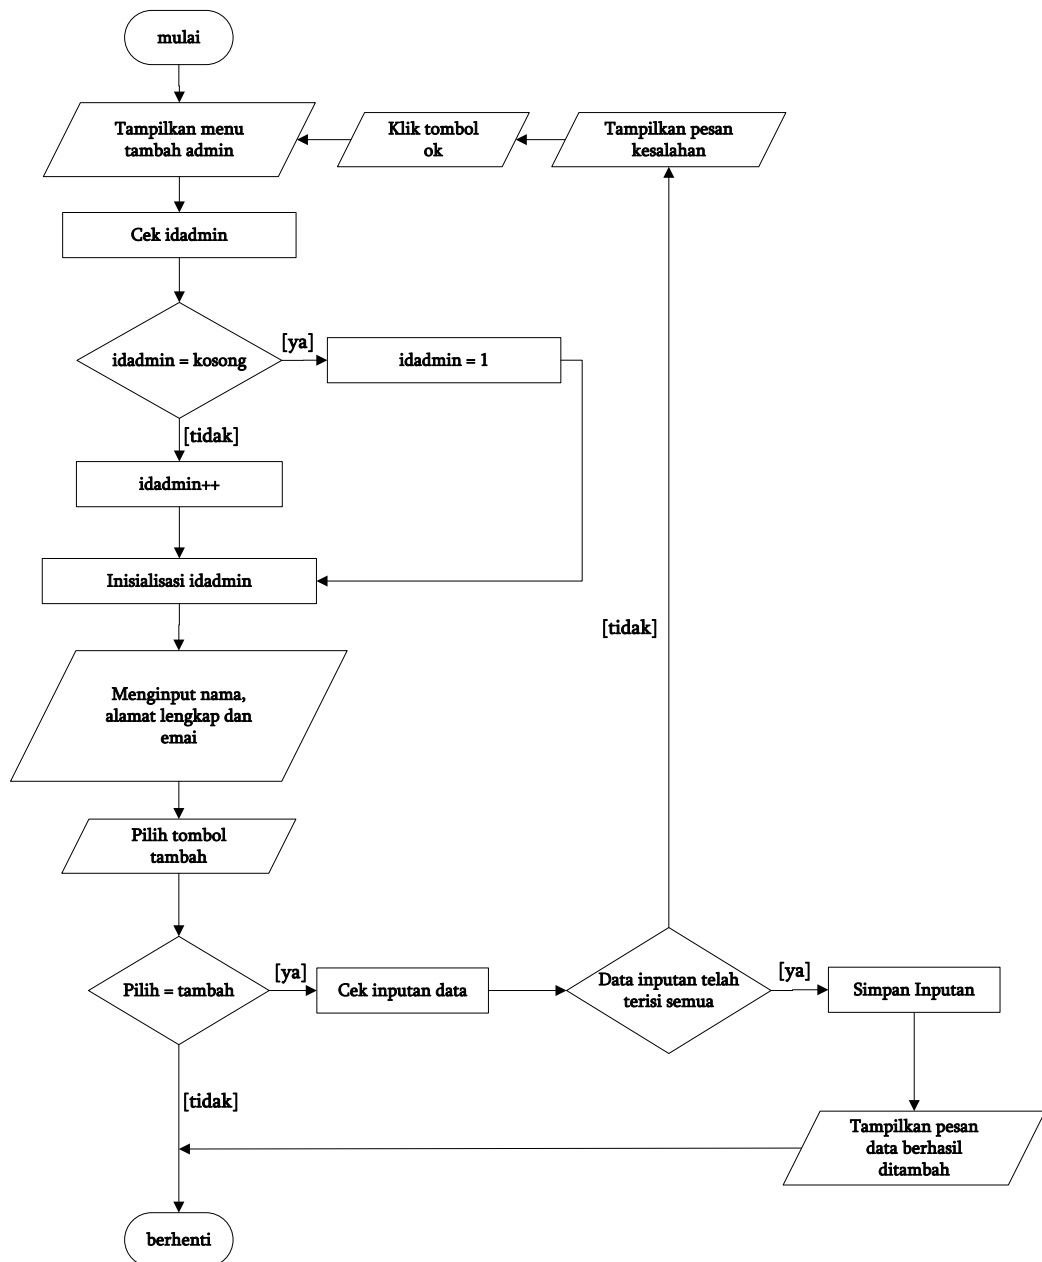 mulai
Tampilkan menu
tambah admin
Klik tombol
ok
Tampilkan pesan
kesalahan
Cek idadmin
idadmin = kosong
[ya]
idadmin = 1
[tidak]
idadmin++
Inisialisasi idadmin
[tidak]
Menginput nama,
alamat lengkap dan
emai
Pilih tombol
tambah
Pilih = tambah
[ya]
Cek inputan data
Data inputan telah
terisi semua
[ya]
Simpan Inputan
[tidak]
Tampilkan pesan
data berhasil
ditambah
berhenti